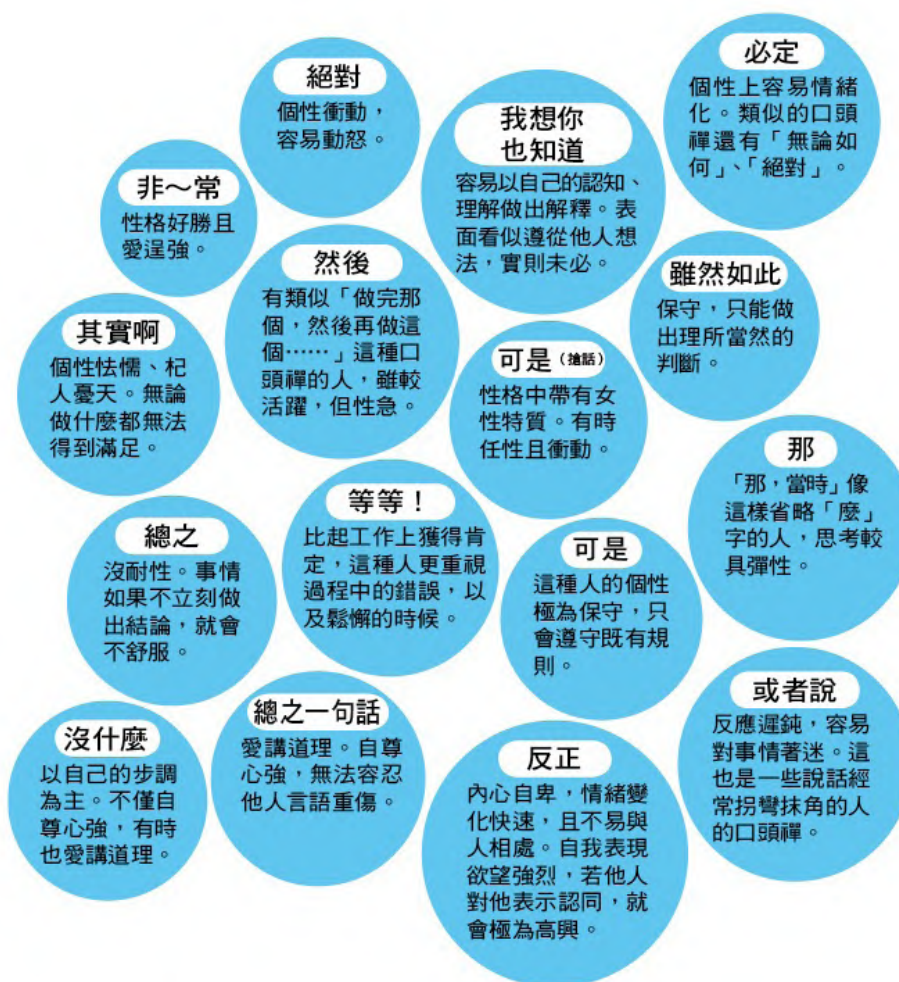 絕對
個性衝動，
容易動怒。
必定
個性上容易情緒
化。類似的口頭
禪還有「無論如
何」、「絕對」。
我想你
也知道
容易以自己的認知、
理解做出解釋。表
面看似遵從他人想
法，實則未必。
非～常
性格好勝且
愛逞強。
然後
有類似「做完那
個，然後再做這
個……」這種口
頭禪的人，雖較
活躍，但性急。
雖然如此
保守，只能做
出理所當然的
判斷。
其實啊
個性怯懦、杞
人憂天。無論
做什麼都無法
得到滿足。
可是（搶話）
性格中帶有女
性特質。有時
任性且衝動。
那
「那，當時」像
這樣省略「麼」
字的人，思考較
具彈性。
等等！
比起工作上獲得肯
定，這種人更重視
過程中的錯誤，以
及鬆懈的時候。
總之
沒耐性。事情
如果不立刻做
出結論，就會
不舒服。
可是
這種人的個性
極為保守，只
會遵守既有規
則。
或者說
反應遲鈍，容易
對事情著迷。這
也是一些說話經
常拐彎抹角的人
的口頭禪。
總之一句話
愛講道理。自尊
心強，無法容忍
他人言語重傷。
沒什麼
以自己的步調
為主。不僅自
尊心強，有時
也愛講道理。
反正
內心自卑，情緒變
化快速，且不易與
人相處。自我表現
欲望強烈，若他人
對他表示認同，就
會極為高興。